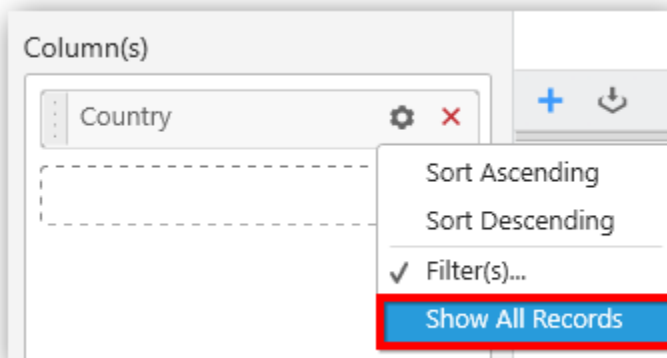 Column(s)
Country
Sort Ascending
Sort Descending
Filter(s)...
Show All Records